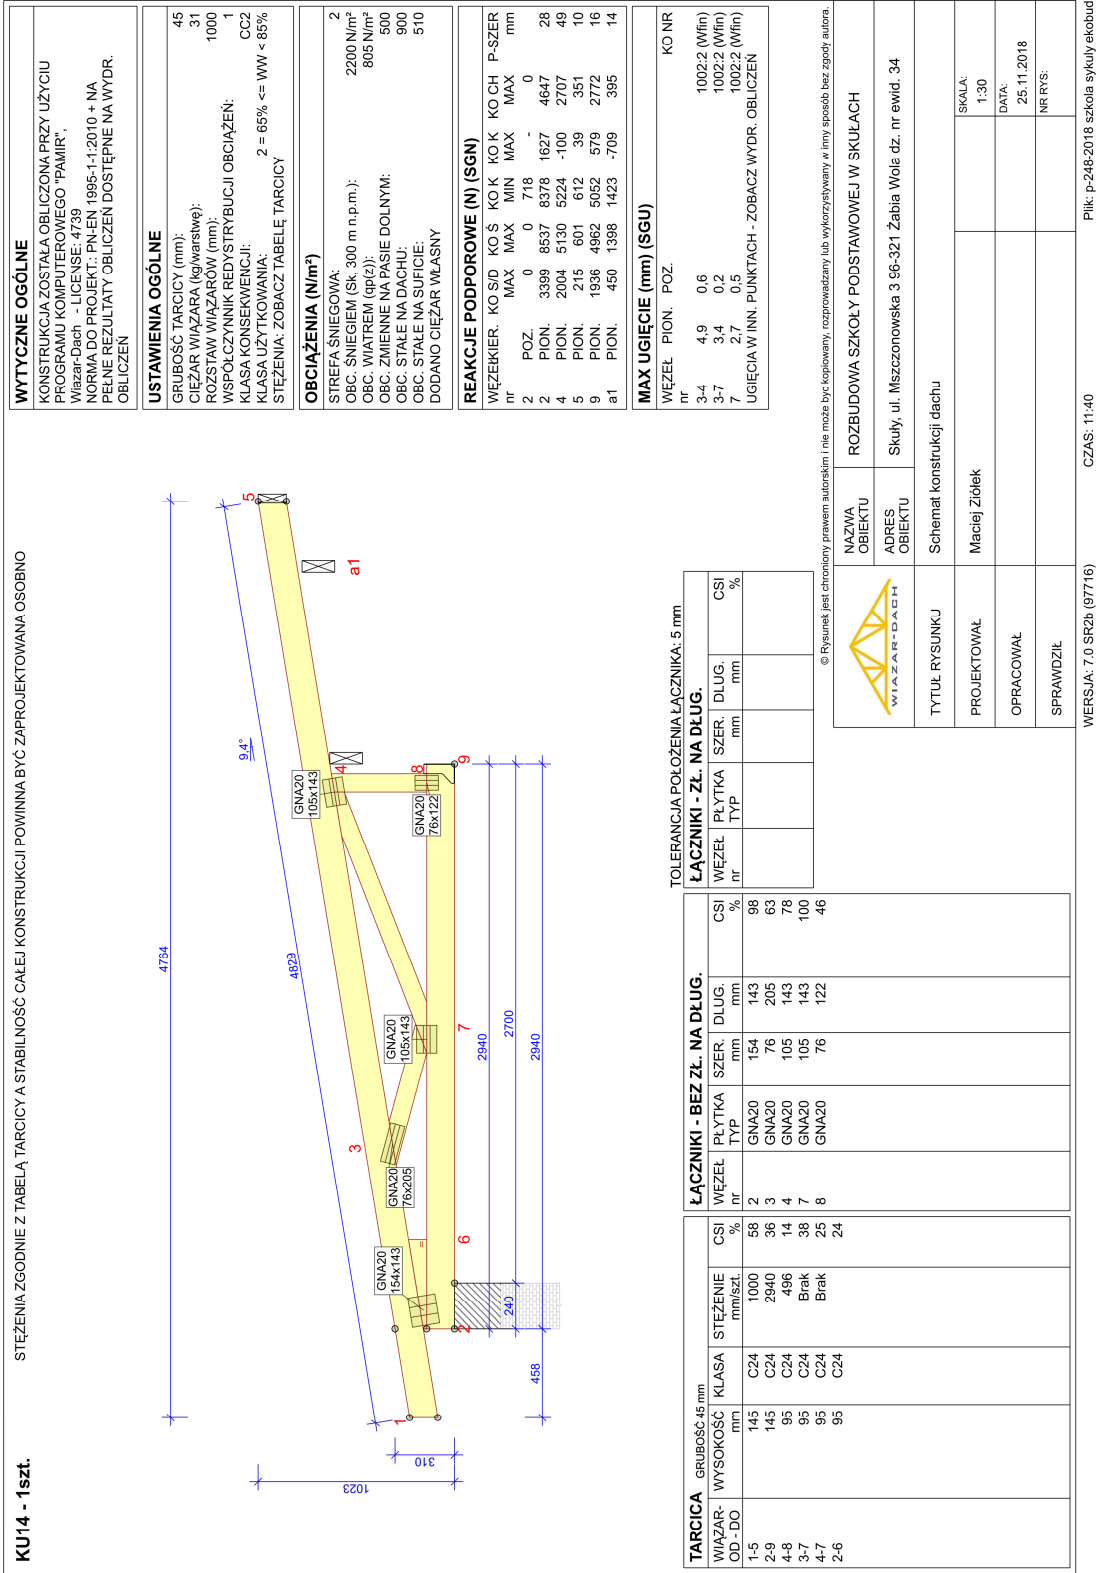 KU14 - 1szt.
STĘŻENIA ZGODNIE Z TABELĄ TARCICY A STABILNOŚĆ CAŁEJ KONSTRUKCJI POWINNA BYĆ ZAPROJEKTOWANA OSOBNO
4764
4829
9,4°
1023
310
1
2
3
4
5
6
7
8
9
a1
GNA20
154x143
GNA20
76x205
GNA20
105x143
GNA20
105x143
GNA20
76x122
=
2940
2700
240
2940
458
WYTYCZNE OGÓLNE
KONSTRUKCJA ZOSTAŁA OBLICZONA PRZY UŻYCIU
PROGRAMU KOMPUTEROWEGO "PAMIR",
Wiazar-Dach - LICENSE: 4739
NORMA DO PROJEKT.: PN-EN 1995-1-1:2010 + NA
PEŁNE REZULTATY OBLICZEŃ DOSTĘPNE NA WYDR.
OBLICZEŃ
USTAWIENIA OGÓLNE
GRUBOŚĆ TARCICY (mm): 45
CIĘŻAR WIĄZARA (kg/warstwę): 31
ROZSTAW WIĄZARÓW (mm): 1000
WSPÓŁCZYNNIK REDYSTRYBUCJI OBCIĄŻEŃ: 1
KLASA KONSEKWENCJI: CC2
KLASA UŻYTKOWANIA: 2 = 65% <= WW < 85%
STĘŻENIA: ZOBACZ TABELĘ TARCICY
OBCIĄŻENIA (N/m²)
STREFA ŚNIEGOWA: 2
OBC. ŚNIEGIEM (Sk, 300 m n.p.m.): 2200 N/m²
OBC. WIATREM (qp(z)): 805 N/m²
OBC. ZMIENNE NA PASIE DOLNYM: 500
OBC. STAŁE NA DACHU: 900
OBC. STAŁE NA SUFICIE: 510
DODANO CIĘŻAR WŁASNY
REAKCJE PODPOROWE (N) (SGN)
WĘZEŁ KIER. KO S/D KO Ś KO K KO K KO CH P-SZER
nr MAX MAX MIN MAX MAX mm
2 POZ. 0 0 718 - 0
2 PION. 3399 8537 8378 1627 4647 28
4 PION. 2004 5130 5224 -100 2707 49
5 PION. 215 601 612 39 351 10
9 PION. 1936 4962 5052 579 2772 16
a1 PION. 450 1398 1423 -709 395 14
MAX UGIĘCIE (mm) (SGU)
WĘZEŁ PION. POZ. KO NR
nr
3-4 4,9 0,6 1002:2 (Wfin)
3-7 3,4 0,2 1002:2 (Wfin)
7 2,7 0,5 1002:2 (Wfin)
UGIĘCIA W INN. PUNKTACH - ZOBACZ WYDR. OBLICZEŃ
TARCICA GRUBOŚĆ 45 mm
WIĄZAR- WYSOKOŚĆ KLASA STĘŻENIE CSI
OD - DO mm mm/szt. %
1-5 145 C24 1000 58
2-9 145 C24 2940 36
4-8 95 C24 496 14
3-7 95 C24 Brak 38
4-7 95 C24 Brak 25
2-6 95 C24 24
ŁĄCZNIKI - BEZ ZŁ. NA DŁUG.
WĘZEŁ PŁYTKA SZER. DLUG. CSI
nr TYP mm mm %
2 GNA20 154 143 98
3 GNA20 76 205 63
4 GNA20 105 143 78
7 GNA20 105 143 100
8 GNA20 76 122 46
TOLERANCJA POŁOŻENIA ŁĄCZNIKA: 5 mm
ŁĄCZNIKI - ZŁ. NA DŁUG.
WĘZEŁ PŁYTKA SZER. DLUG. CSI
nr TYP mm mm %
© Rysunek jest chroniony prawem autorskim i nie może być kopiowany, rozprowadzany lub wykorzystywany w inny sposób bez zgody autora.
WIAZAR-DACH
NAZWA OBIEKTU ROZBUDOWA SZKOŁY PODSTAWOWEJ W SKUŁACH
ADRES OBIEKTU Skuły, ul. Mszczonowska 3 96-321 Żabia Wola dz. nr ewid. 34
TYTUŁ RYSUNKU Schemat konstrukcji dachu
PROJEKTOWAŁ Maciej Ziółek
SKALA: 1:30
OPRACOWAŁ
DATA: 25.11.2018
SPRAWDZIŁ
NR RYS:
WERSJA: 7.0 SR2b (97716) CZAS: 11:40 Plik: p-248-2018 szkola sykuly ekobud